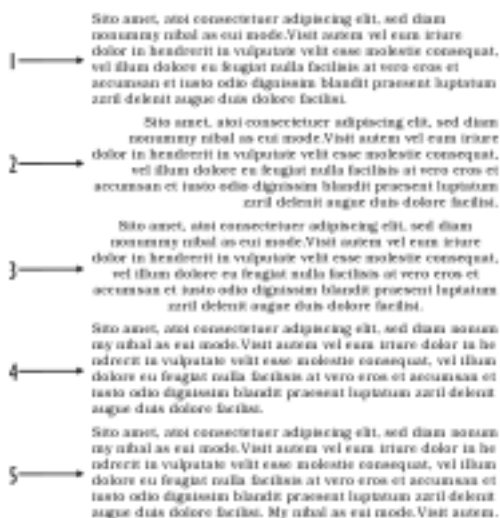 Sito amet, atoi consectetuer adipiscing elit, sed diam
nonummy nibal as eui mode.Visit autem vel eum iriure
1 dolor in hendrerit in vulputate velit esse molestie consequat,
vel illum dolore eu feugiat nulla facilisis at vero eros et
accumsan et iusto odio dignissim blandit praesent luptatum
zzril delenit augue duis dolore facilisi.
Sito amet, atoi consectetuer adipiscing elit, sed diam
nonummy nibal as eui mode.Visit autem vel eum iriure
2 dolor in hendrerit in vulputate velit esse molestie consequat,
vel illum dolore eu feugiat nulla facilisis at vero eros et
accumsan et iusto odio dignissim blandit praesent luptatum
zzril delenit augue duis dolore facilisi.
Sito amet, atoi consectetuer adipiscing elit, sed diam
nonummy nibal as eui mode.Visit autem vel eum iriure
3 dolor in hendrerit in vulputate velit esse molestie consequat,
vel illum dolore eu feugiat nulla facilisis at vero eros et
accumsan et iusto odio dignissim blandit praesent luptatum
zzril delenit augue duis dolore facilisi.
Sito amet, atoi consectetuer adipiscing elit, sed diam nonum
my nibal as eui mode.Visit autem vel eum iriure dolor in he
ndrerit in vulputate velit esse molestie consequat, vel illum
4 dolore eu feugiat nulla facilisis at vero eros et accumsan et
iusto odio dignissim blandit praesent luptatum zzril delenit
augue duis dolore facilisi.
Sito amet, atoi consectetuer adipiscing elit, sed diam nonum
my nibal as eui mode.Visit autem vel eum iriure dolor in he
ndrerit in vulputate velit esse molestie consequat, vel illum
5 dolore eu feugiat nulla facilisis at vero eros et accumsan et
iusto odio dignissim blandit praesent luptatum zzril delenit
augue duis dolore facilisi. My nibal as eui mode.Visit autem.